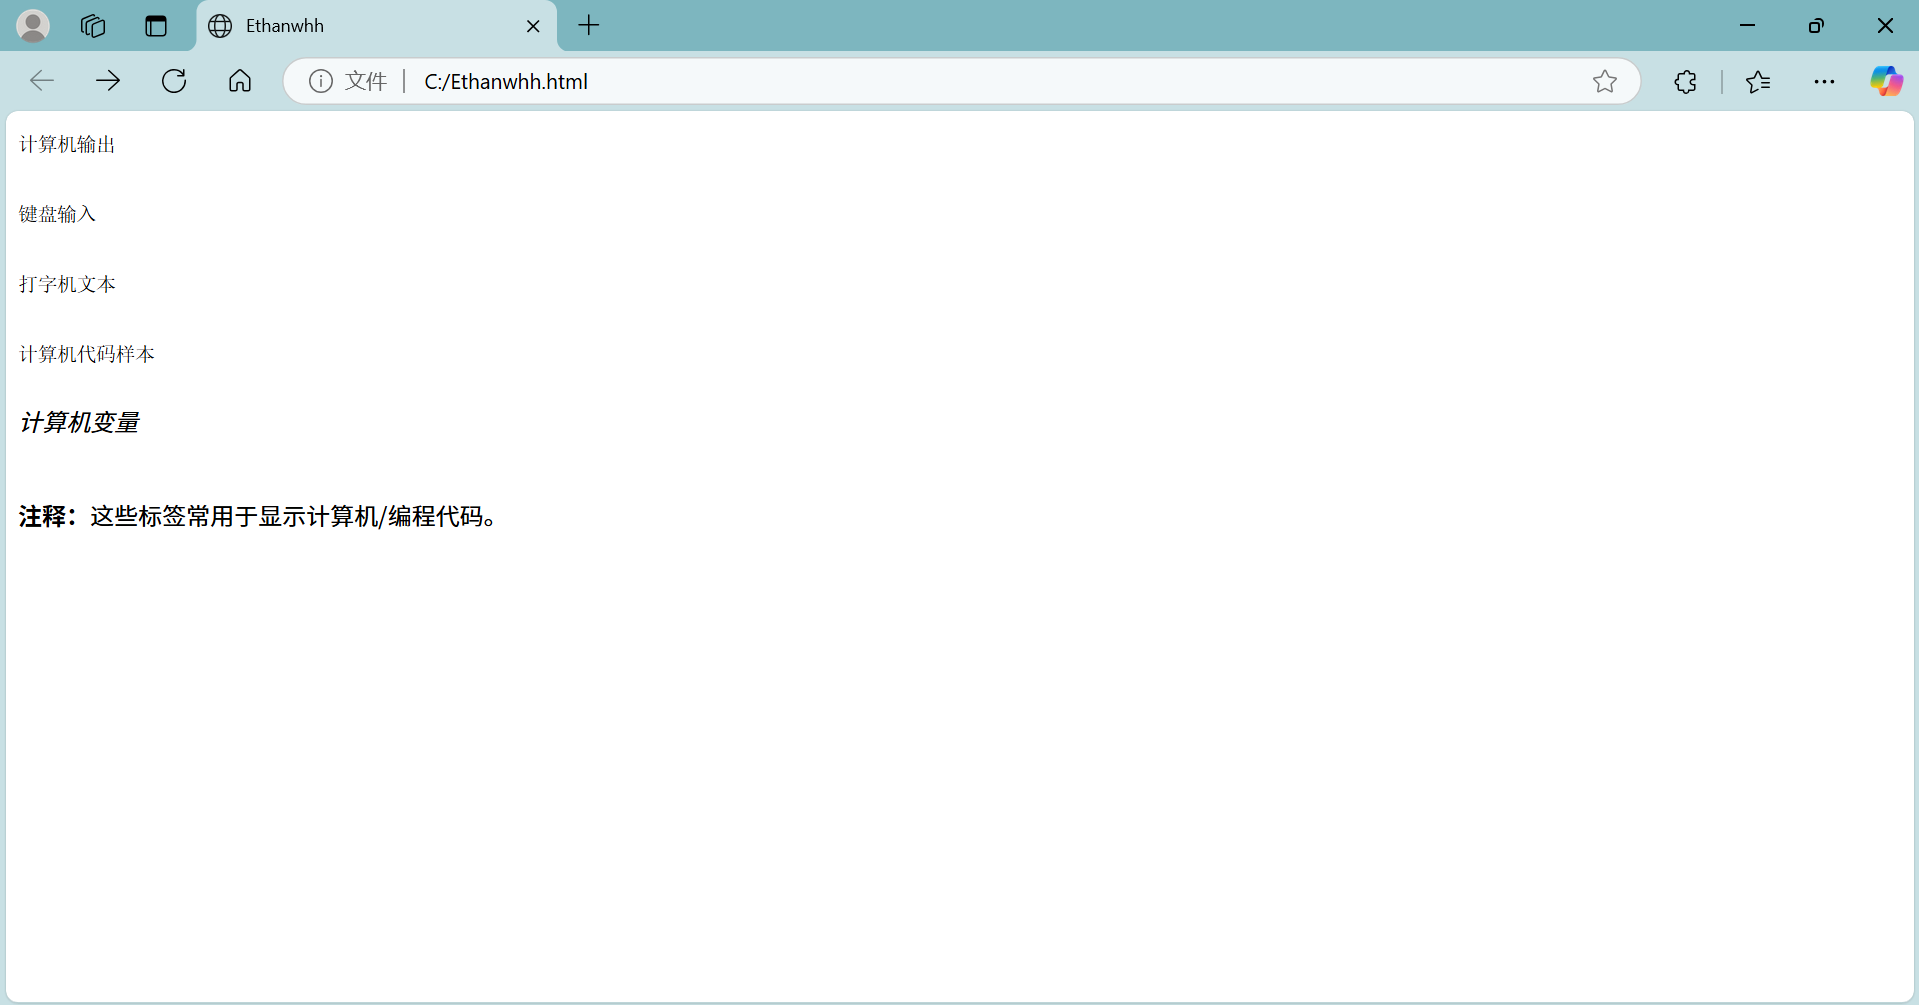 Ethanwhh
文件 C:/Ethanwhh.html
计算机输出
键盘输入
打字机文本
计算机代码样本
计算机变量
注释：这些标签常用于显示计算机/编程代码。